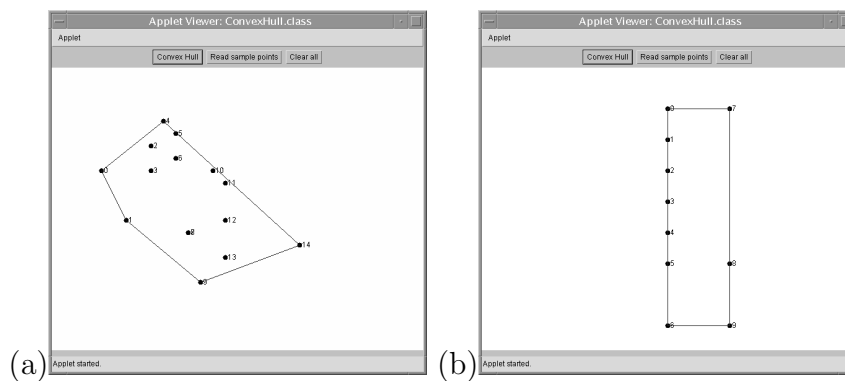 Applet Viewer: ConvexHull.class
Applet
Convex Hull Read sample points Clear all
4
5
2
6
0
3
10
11
1
12
8
14
13
9
Applet started.
(a)
Applet Viewer: ConvexHull.class
Applet
Convex Hull Read sample points Clear all
0 7
1
2
3
4
5 8
6 9
Applet started.
(b)